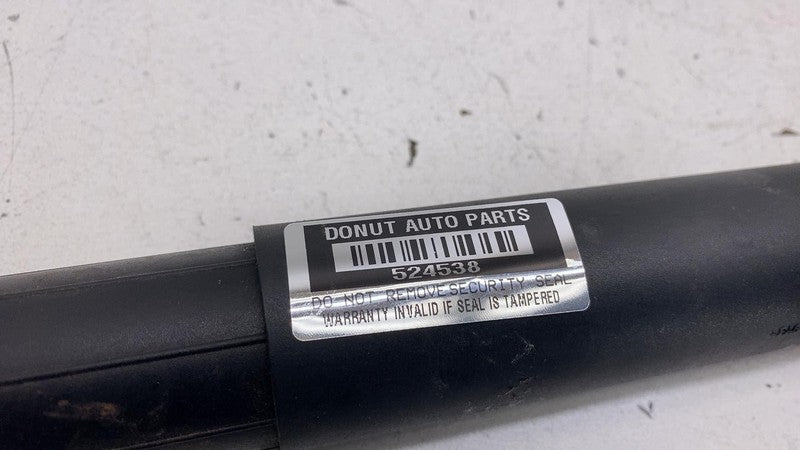 DONUT AUTO PARTS
524538
DO NOT REMOVE SECURITY SEAL
WARRANTY INVALID IF SEAL IS TAMPERED